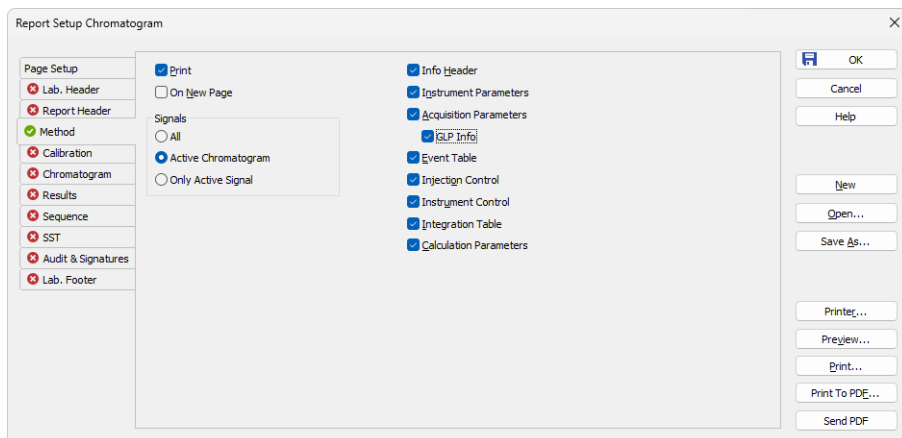 Report Setup Chromatogram
Page Setup
Lab. Header
Report Header
Method
Calibration
Chromatogram
Results
Sequence
SST
Audit & Signatures
Lab. Footer
Print
On New Page
Signals
All
Active Chromatogram
Only Active Signal
Info Header
Instrument Parameters
Acquisition Parameters
GLP Info
Event Table
Injection Control
Instrument Control
Integration Table
Calculation Parameters
OK
Cancel
Help
New
Open...
Save As...
Printer...
Preview...
Print...
Print To PDF...
Send PDF